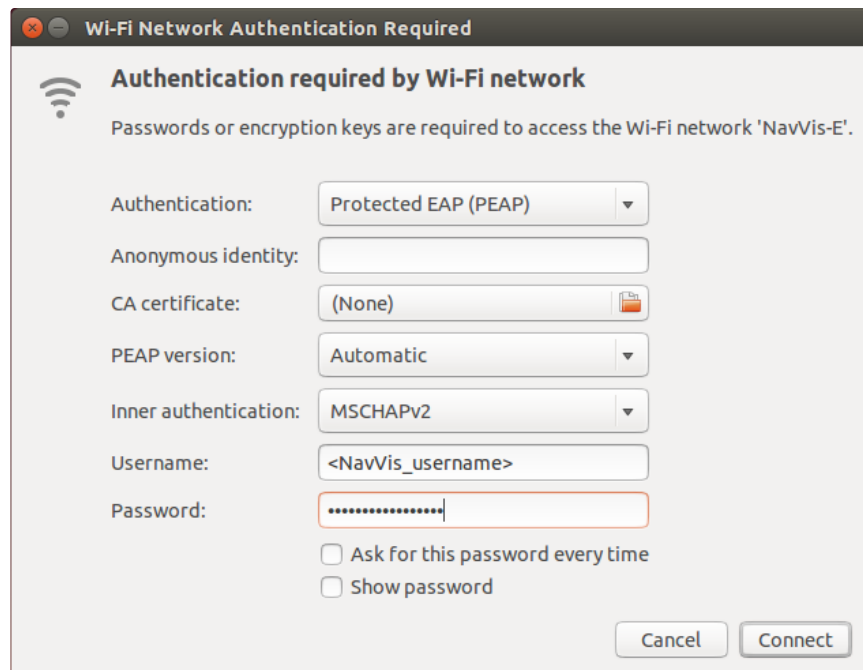 Wi-Fi Network Authentication Required
Authentication required by Wi-Fi network
Passwords or encryption keys are required to access the Wi-Fi network 'NavVis-E'.
Authentication: Protected EAP (PEAP)
Anonymous identity:
CA certificate: (None)
PEAP version: Automatic
Inner authentication: MSCHAPv2
Username: <NavVis_username>
Password: •••••••••••••••••
Ask for this password every time
Show password
Cancel Connect